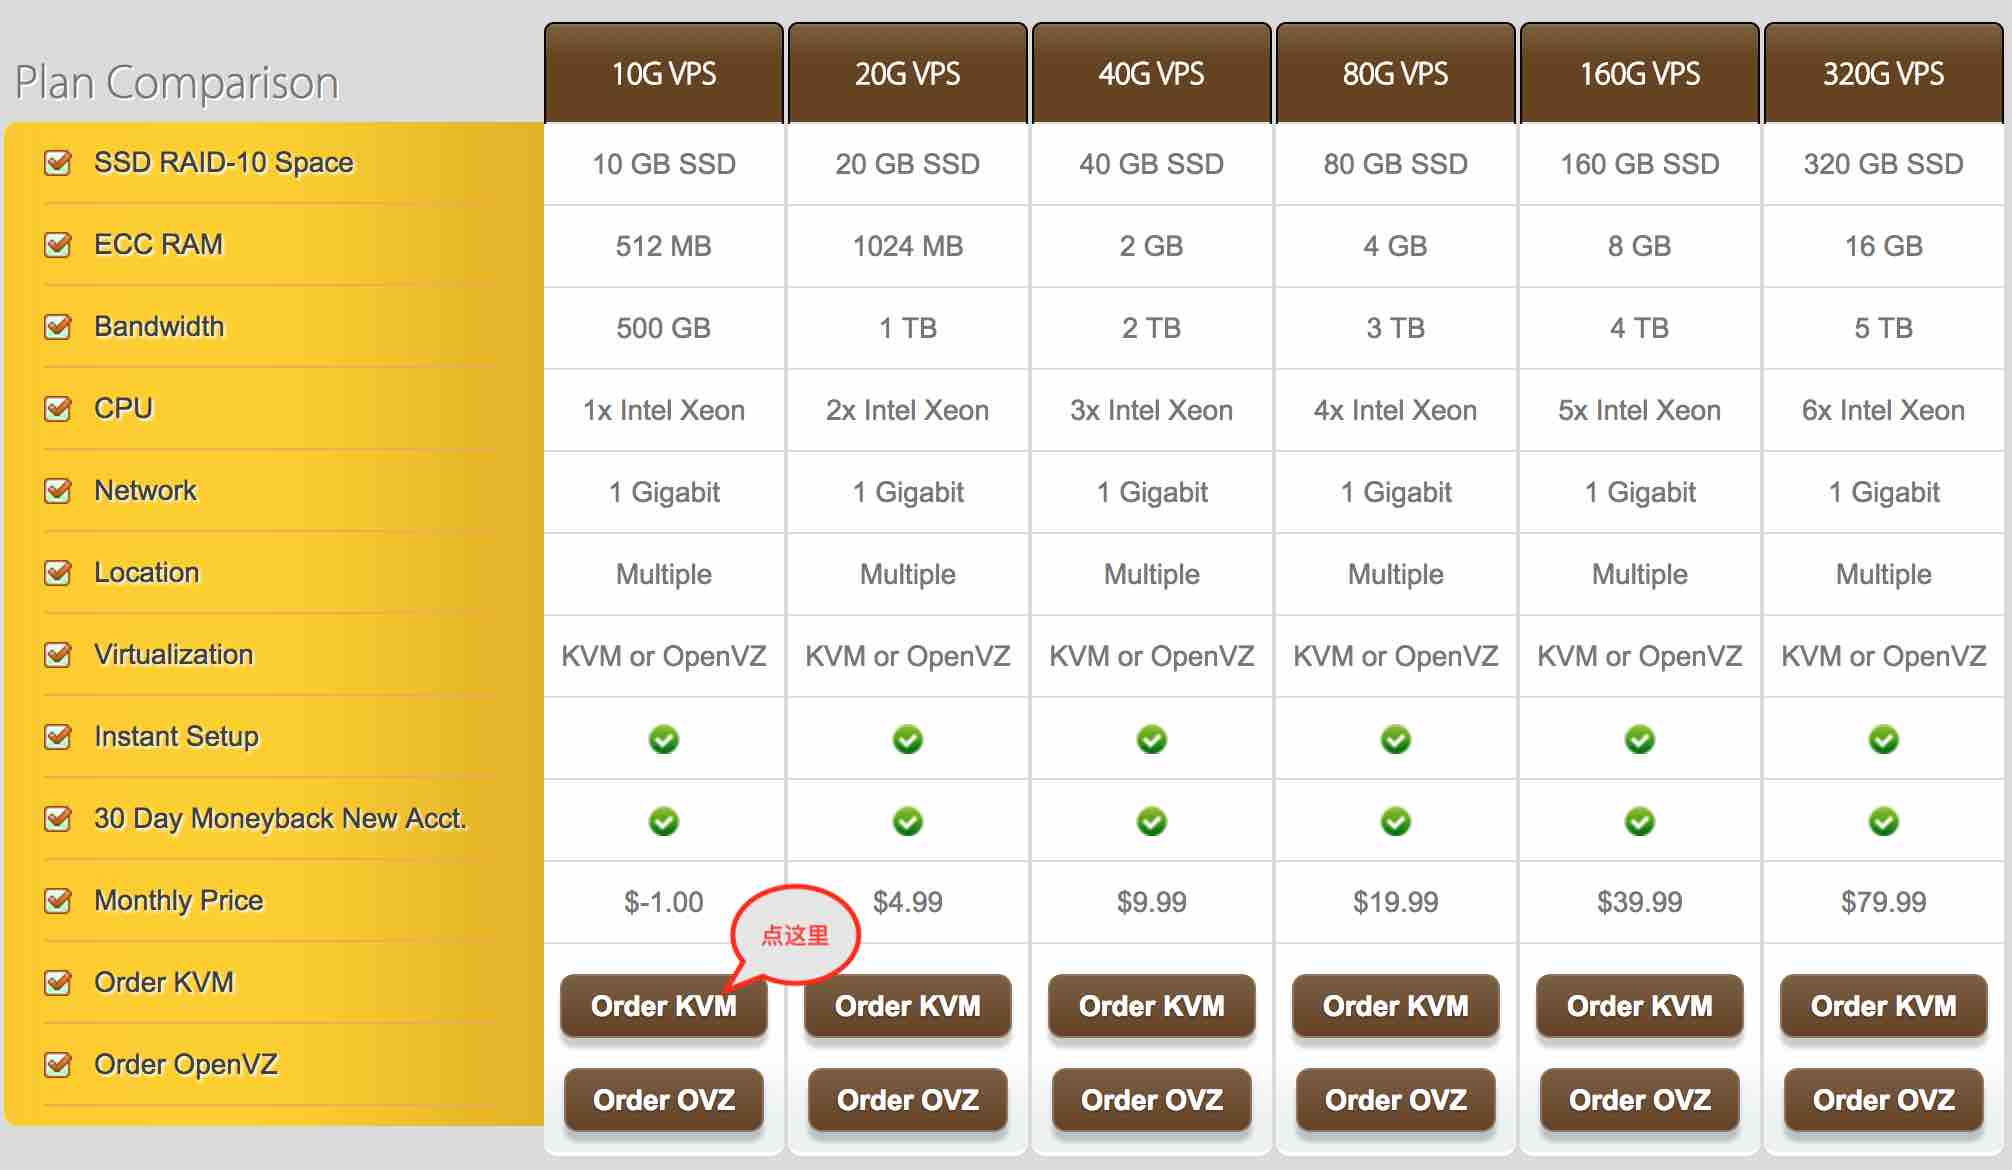 Plan Comparison 10G VPS 20G VPS 40G VPS 80G VPS 160G VPS 320G VPS
SSD RAID-10 Space 10 GB SSD 20 GB SSD 40 GB SSD 80 GB SSD 160 GB SSD 320 GB SSD
ECC RAM 512 MB 1024 MB 2 GB 4 GB 8 GB 16 GB
Bandwidth 500 GB 1 TB 2 TB 3 TB 4 TB 5 TB
CPU 1x Intel Xeon 2x Intel Xeon 3x Intel Xeon 4x Intel Xeon 5x Intel Xeon 6x Intel Xeon
Network 1 Gigabit 1 Gigabit 1 Gigabit 1 Gigabit 1 Gigabit 1 Gigabit
Location Multiple Multiple Multiple Multiple Multiple Multiple
Virtualization KVM or OpenVZ KVM or OpenVZ KVM or OpenVZ KVM or OpenVZ KVM or OpenVZ KVM or OpenVZ
Instant Setup
30 Day Moneyback New Acct.
Monthly Price $-1.00 $4.99 $9.99 $19.99 $39.99 $79.99
点这里
Order KVM Order KVM Order KVM Order KVM Order KVM Order KVM Order KVM
Order OpenVZ Order OVZ Order OVZ Order OVZ Order OVZ Order OVZ Order OVZ